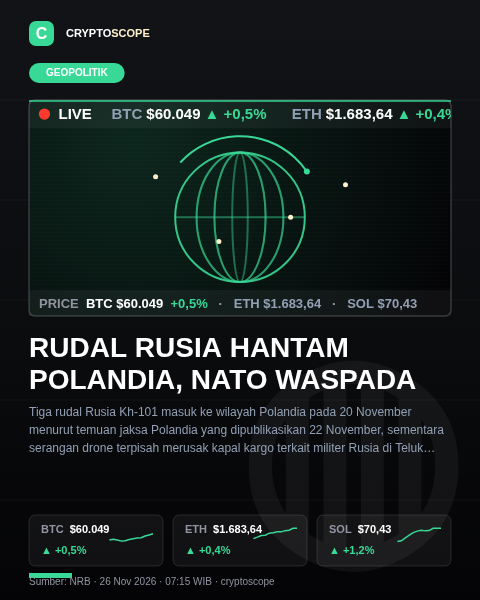 C CRYPTOSCOPE
GEOPOLITIK
LIVE BTC $60.049 ▲ +0,5% ETH $1.683,64 ▲ +0,4%
PRICE BTC $60.049 +0,5% · ETH $1.683,64 · SOL $70,43
RUDAL RUSIA HANTAM
POLANDIA, NATO WASPADA
Tiga rudal Rusia Kh-101 masuk ke wilayah Polandia pada 20 November
menurut temuan jaksa Polandia yang dipublikasikan 22 November, sementara
serangan drone terpisah merusak kapal kargo terkait militer Rusia di Teluk…
BTC $60.049 ETH $1.683,64 SOL $70,43
▲ +0,5% ▲ +0,4% ▲ +1,2%
Sumber: NRB · 26 Nov 2026 · 07:15 WIB · cryptoscope